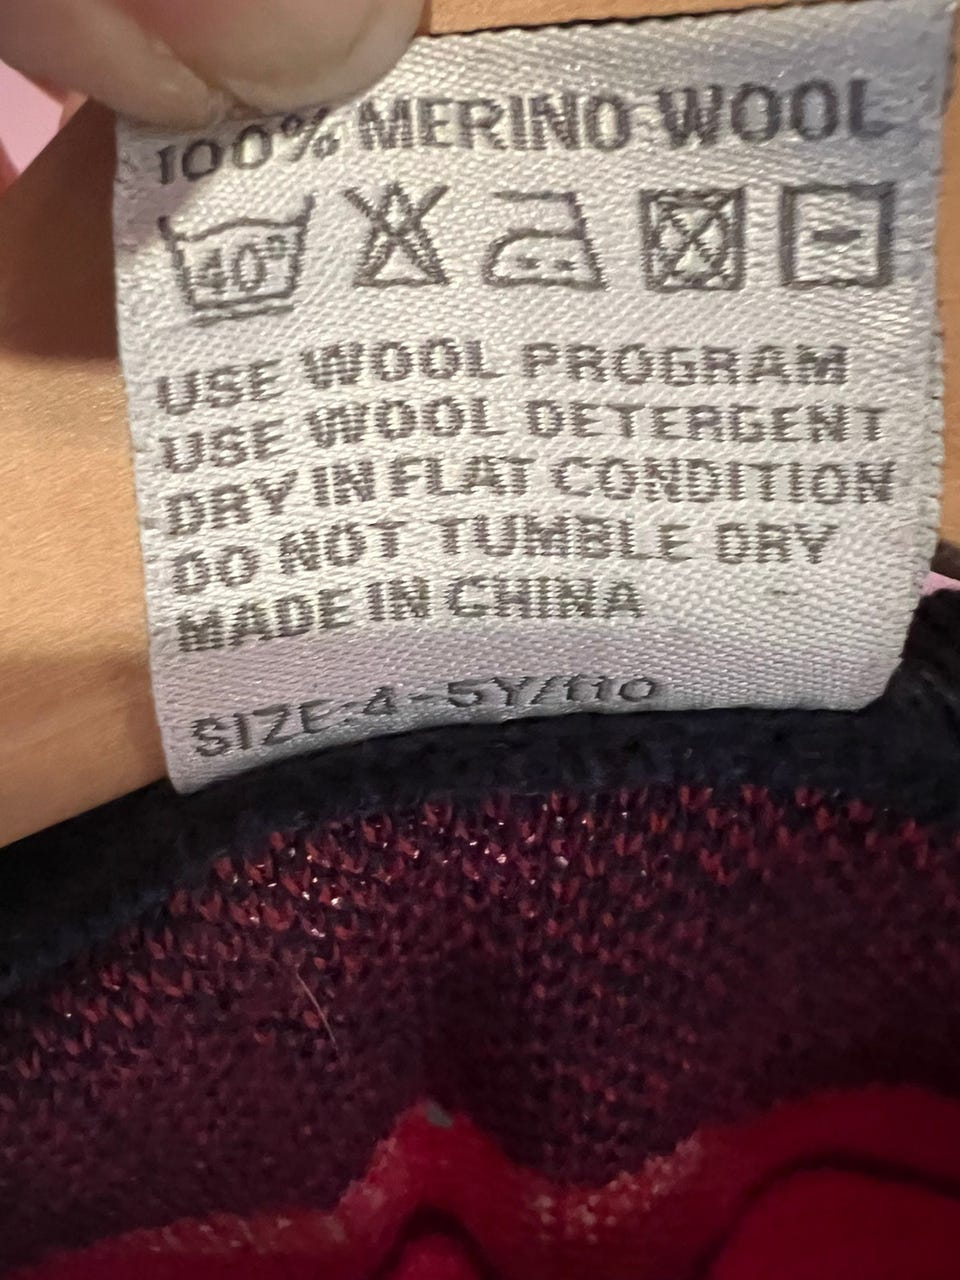 100% MERINO WOOL
40°
USE WOOL PROGRAM
USE WOOL DETERGENT
DRY IN FLAT CONDITION
DO NOT TUMBLE DRY
MADE IN CHINA
SIZE:4-5Y/110